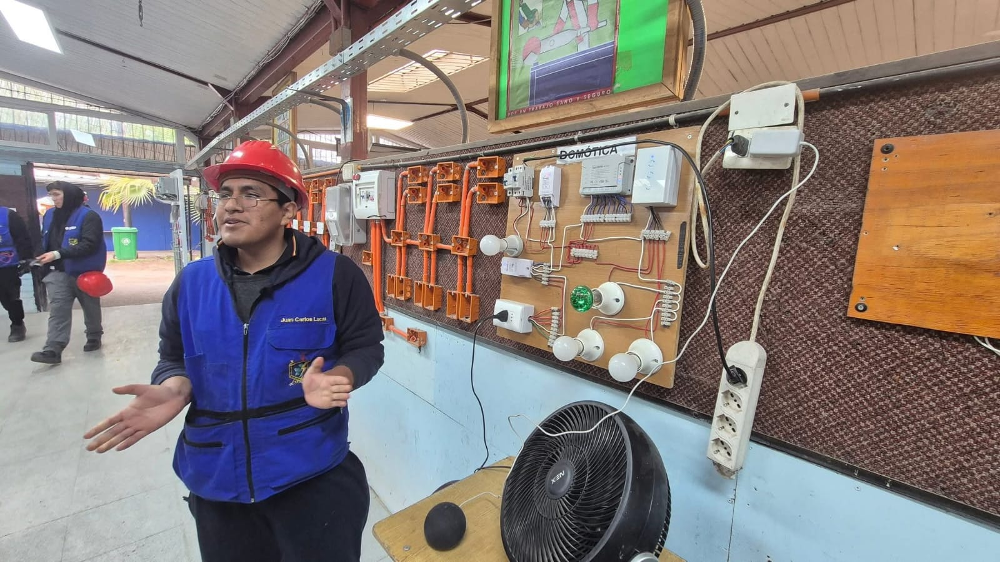 POR UN TRABAJO SANO Y SEGURO
DOMÓTICA
Juan Carlos Lucas
XEN